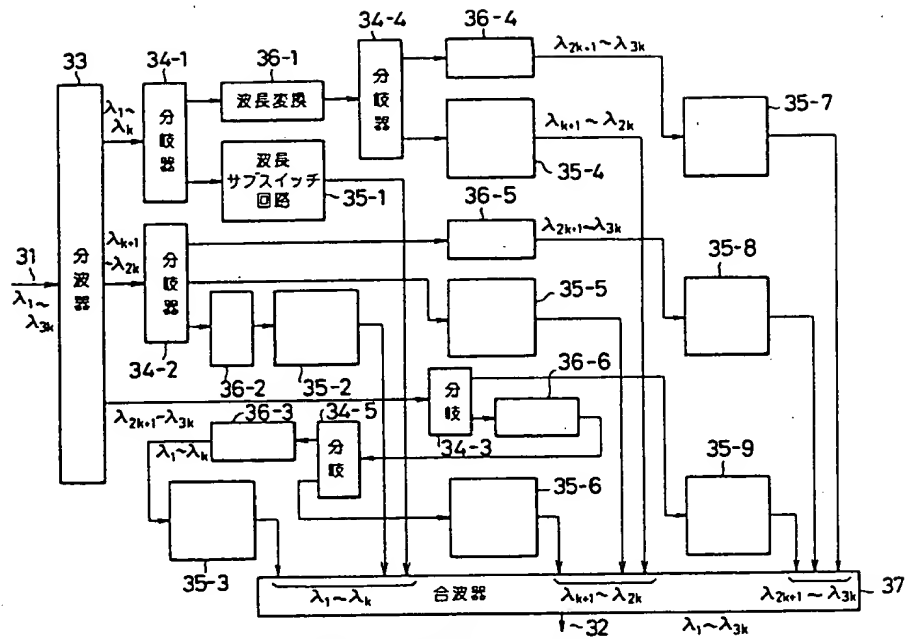 33
34-1
36-1
34-4
36-4
λ2k+1~λ3k
35-7
λ1~
λk
分岐器
波長変換
分岐器
λk+1~λ2k
35-4
波長
サブスイッチ
回路
35-1
36-5
λ2k+1~λ3k
35-8
31
λ1~
λ3k
分波器
λk+1
~λ2k
分岐器
34-2
35-5
36-2
35-2
36-6
λ2k+1~λ3k
36-3
34-5
分岐
34-3
λ1~λk
分岐
35-6
35-9
35-3
λ1~λk
合波器
λk+1~λ2k
λ2k+1~λ3k
37
~32
λ1~λ3k